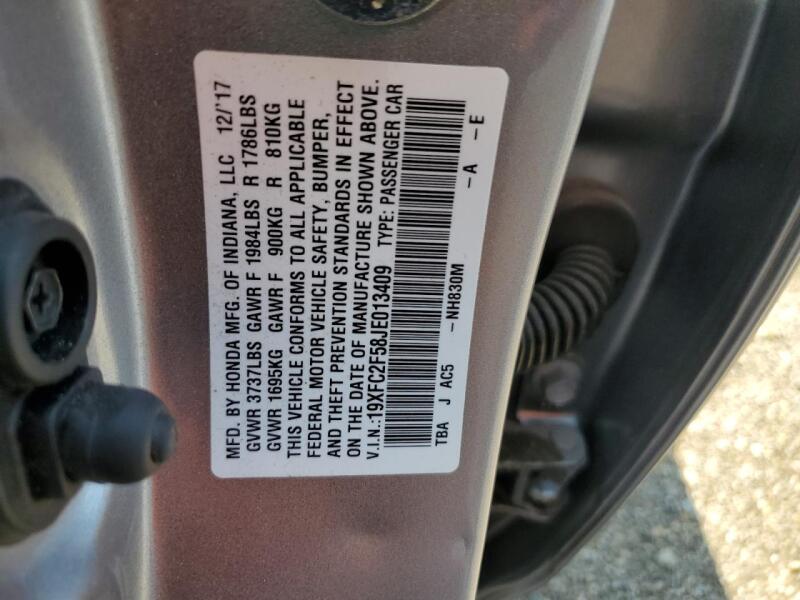 MFD. BY HONDA MFG. OF INDIANA, LLC 12/'17
GVWR 3737LBS GAWR F 1984LBS R 1786LBS
GVWR 1695KG GAWR F 900KG R 810KG
THIS VEHICLE CONFORMS TO ALL APPLICABLE
FEDERAL MOTOR VEHICLE SAFETY, BUMPER,
AND THEFT PREVENTION STANDARDS IN EFFECT
ON THE DATE OF MANUFACTURE SHOWN ABOVE.
V.I.N.:19XFC2F58JE013409 TYPE: PASSENGER CAR
TBA J AC5 -NH830M -A -E